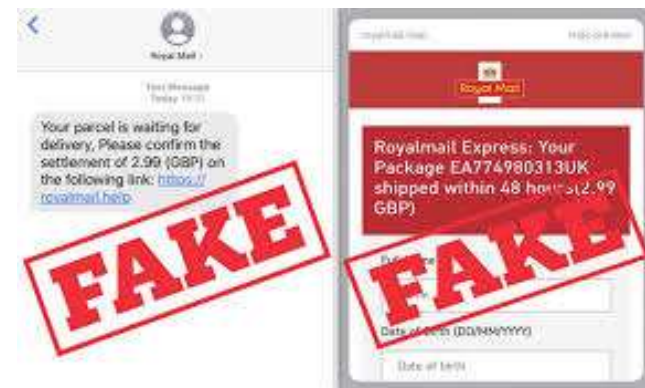 Royal Mail
Text Message
Today
Your parcel is waiting for
delivery, Please confirm the
settlement of 2.99 (GBP) on
the following link: https://
royalmail.help
FAKE
Royal Mail
Royalmail Express: Your
Package EA774980313UK
shipped within 48 hours(2.99
GBP)
FAKE
Date of Birth (DD/MM/YYYY)
Date of birth